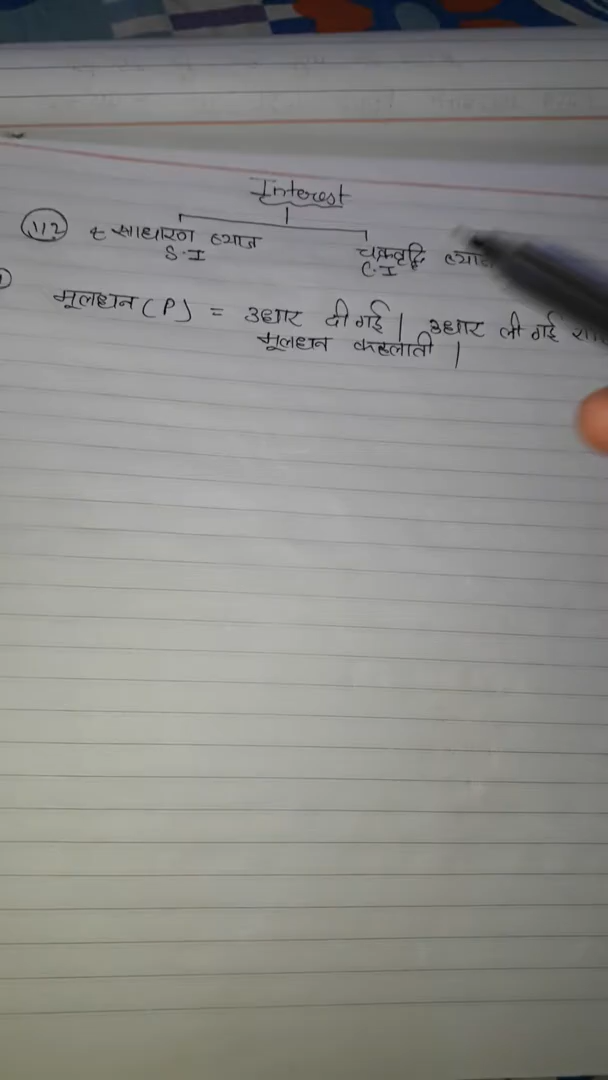 Interest
112 साधारण ब्याज
S.I
चक्रवृद्धि
C.I
मूलधन (P) = उधार दी गई | उधार ली गई
मूलधन कहलाती |